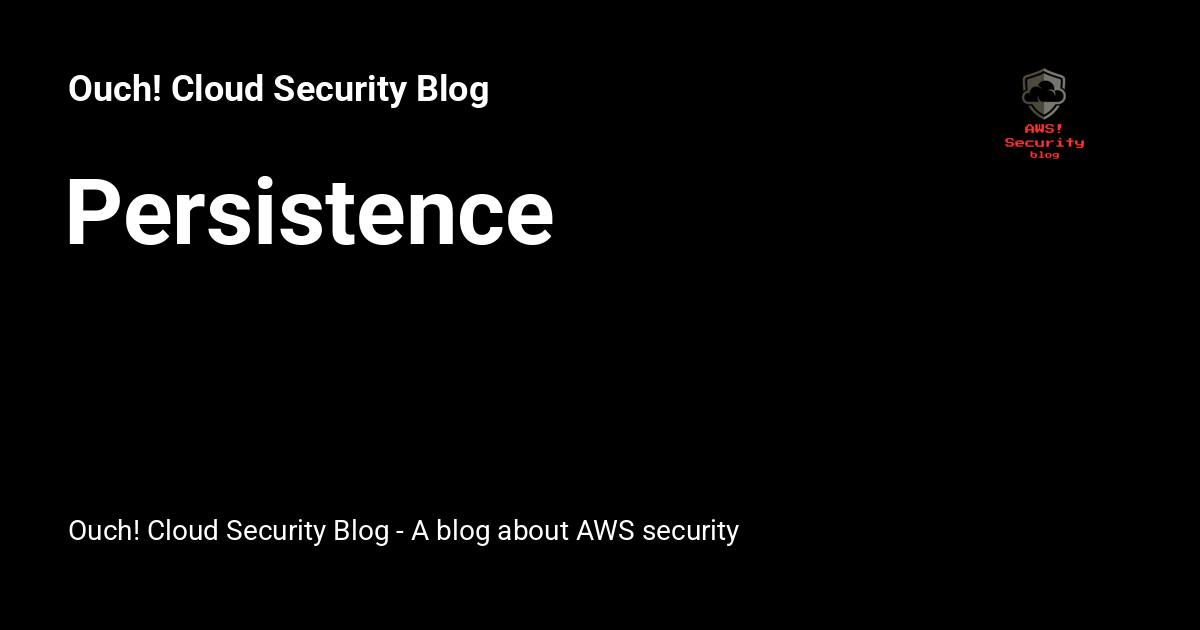 Ouch! Cloud Security Blog
AWS!
Security
blog
Persistence
Ouch! Cloud Security Blog - A blog about AWS security